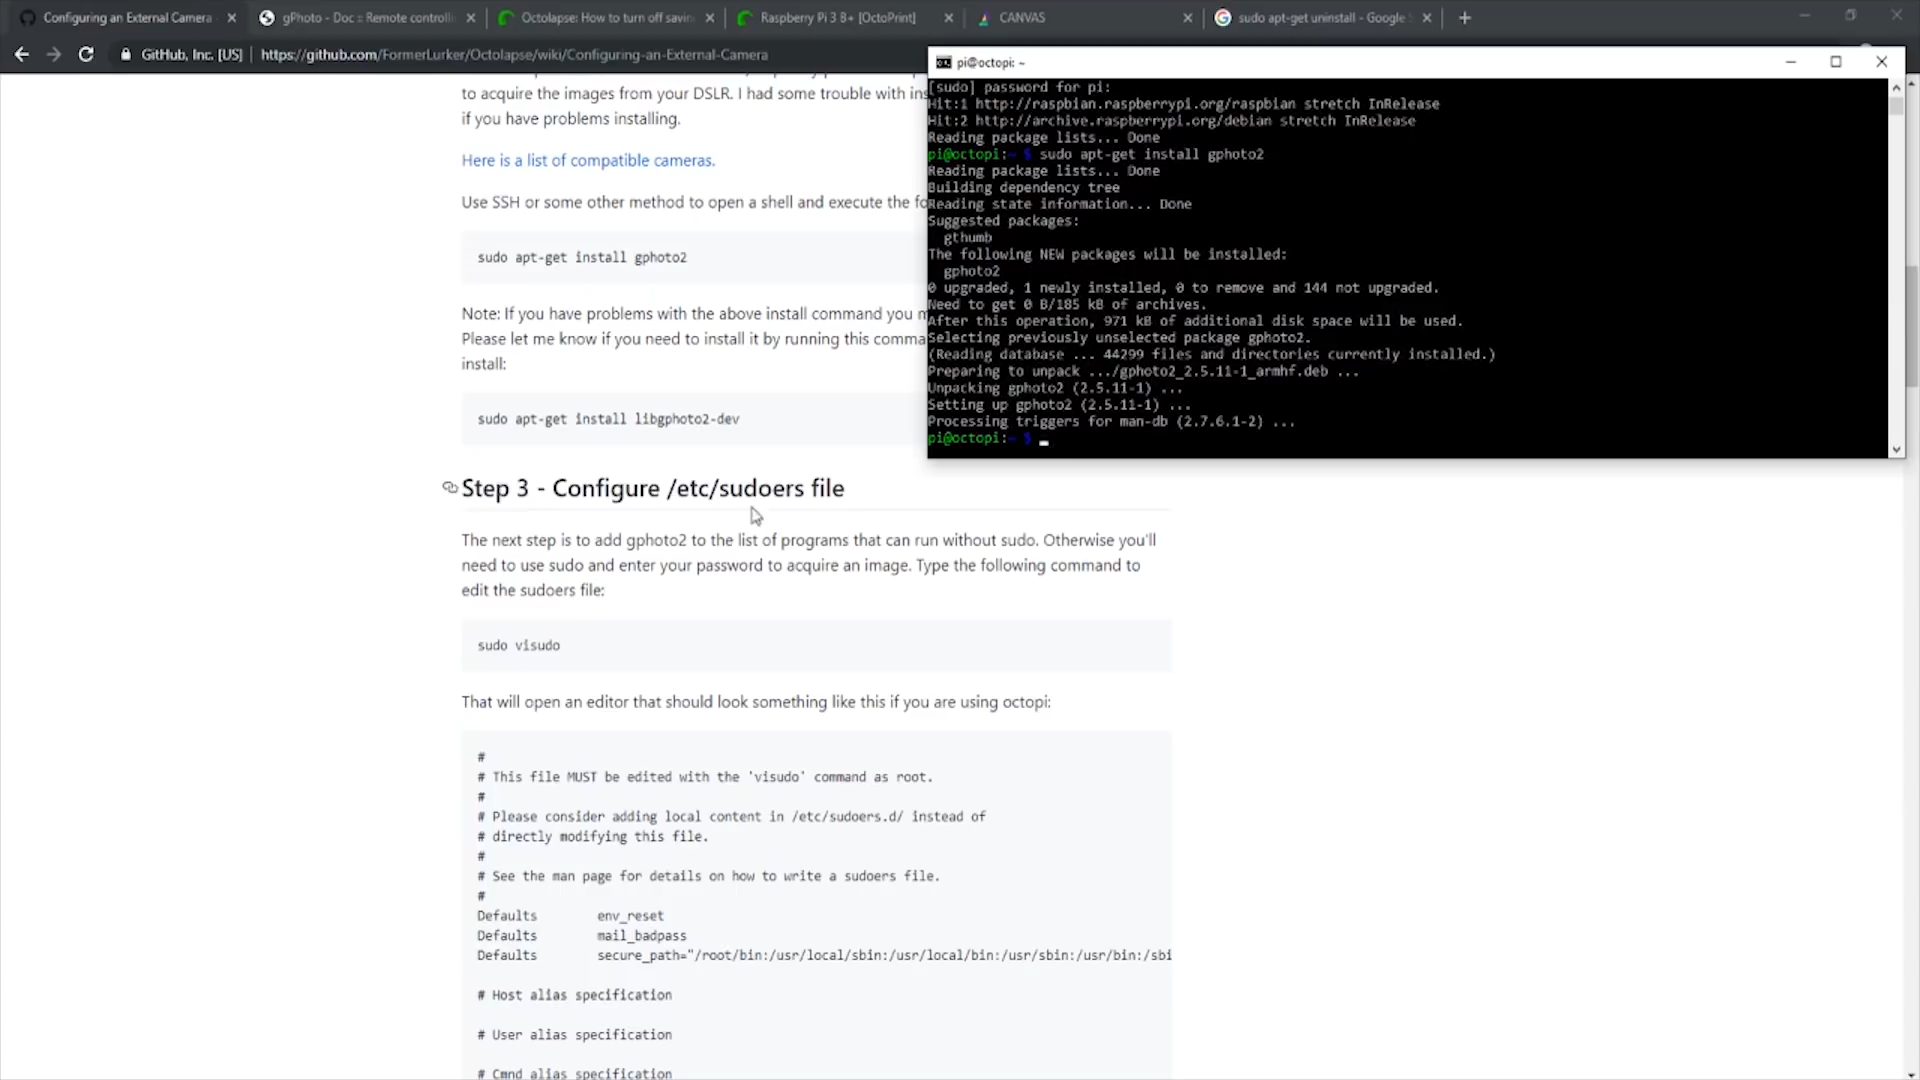 Configuring an External Camera
gPhoto - Doc :: Remote controlli
Octolapse: How to turn off savin
Raspberry Pi 3 B+ [OctoPrint]
CANVAS
sudo apt-get uninstall - Google
GitHub, Inc. [US]
https://github.com/FormerLurker/Octolapse/wiki/Configuring-an-External-Camera
to acquire the images from your DSLR. I had some trouble with ins
if you have problems installing.
Here is a list of compatible cameras.
Use SSH or some other method to open a shell and execute the fo
sudo apt-get install gphoto2
Note: If you have problems with the above install command you m
Please let me know if you need to install it by running this comma
install:
sudo apt-get install libgphoto2-dev
Step 3 - Configure /etc/sudoers file
The next step is to add gphoto2 to the list of programs that can run without sudo. Otherwise you'll
need to use sudo and enter your password to acquire an image. Type the following command to
edit the sudoers file:
sudo visudo
That will open an editor that should look something like this if you are using octopi:
#
# This file MUST be edited with the 'visudo' command as root.
#
# Please consider adding local content in /etc/sudoers.d/ instead of
# directly modifying this file.
#
# See the man page for details on how to write a sudoers file.
#
Defaults env_reset
Defaults mail_badpass
Defaults secure_path="/root/bin:/usr/local/sbin:/usr/local/bin:/usr/sbin:/usr/bin:/sbi
# Host alias specification
# User alias specification
# Cmnd alias specification
pi@octopi: ~
[sudo] password for pi:
Hit:1 http://raspbian.raspberrypi.org/raspbian stretch InRelease
Hit:2 http://archive.raspberrypi.org/debian stretch InRelease
Reading package lists... Done
pi@octopi:~ $ sudo apt-get install gphoto2
Reading package lists... Done
Building dependency tree
Reading state information... Done
Suggested packages:
gthumb
The following NEW packages will be installed:
gphoto2
0 upgraded, 1 newly installed, 0 to remove and 144 not upgraded.
Need to get 0 B/185 kB of archives.
After this operation, 971 kB of additional disk space will be used.
Selecting previously unselected package gphoto2.
(Reading database ... 44299 files and directories currently installed.)
Preparing to unpack .../gphoto2_2.5.11-1_armhf.deb ...
Unpacking gphoto2 (2.5.11-1) ...
Setting up gphoto2 (2.5.11-1) ...
Processing triggers for man-db (2.7.6.1-2) ...
pi@octopi:~ $